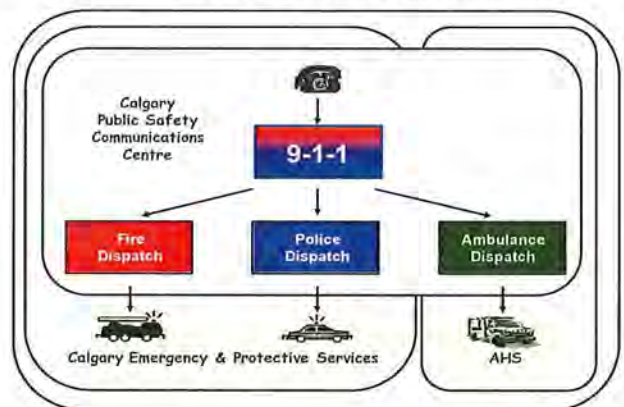 Calgary
Public Safety
Communications
Centre
9-1-1
Fire
Dispatch
Police
Dispatch
Ambulance
Dispatch
Calgary Emergency & Protective Services
AHS